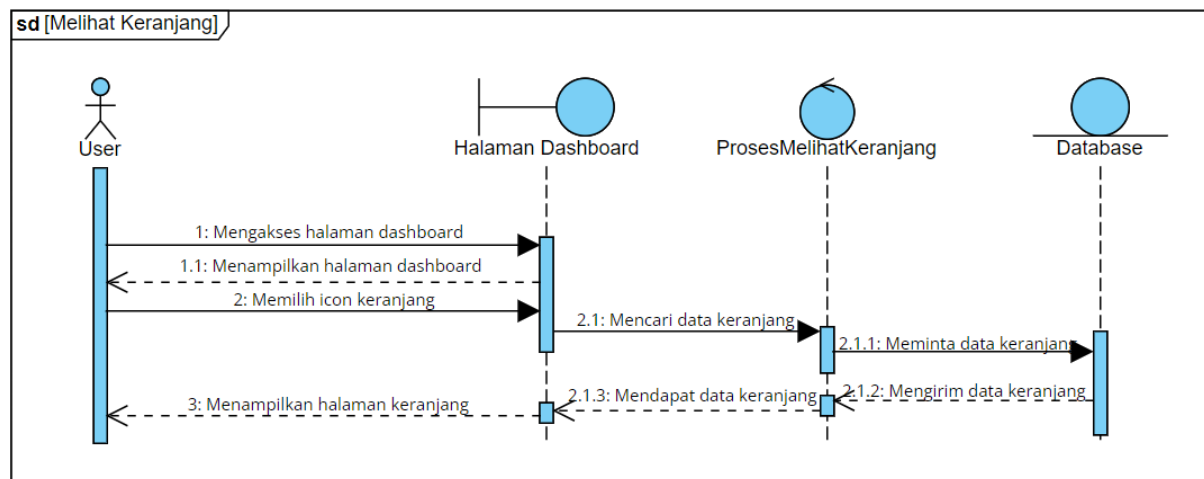 sd [Melihat Keranjang]
User
Halaman Dashboard
ProsesMelihatKeranjang
Database
1: Mengakses halaman dashboard
1.1: Menampilkan halaman dashboard
2: Memilih icon keranjang
2.1: Mencari data keranjang
2.1.1: Meminta data keranjang
2.1.2: Mengirim data keranjang
2.1.3: Mendapat data keranjang
3: Menampilkan halaman keranjang